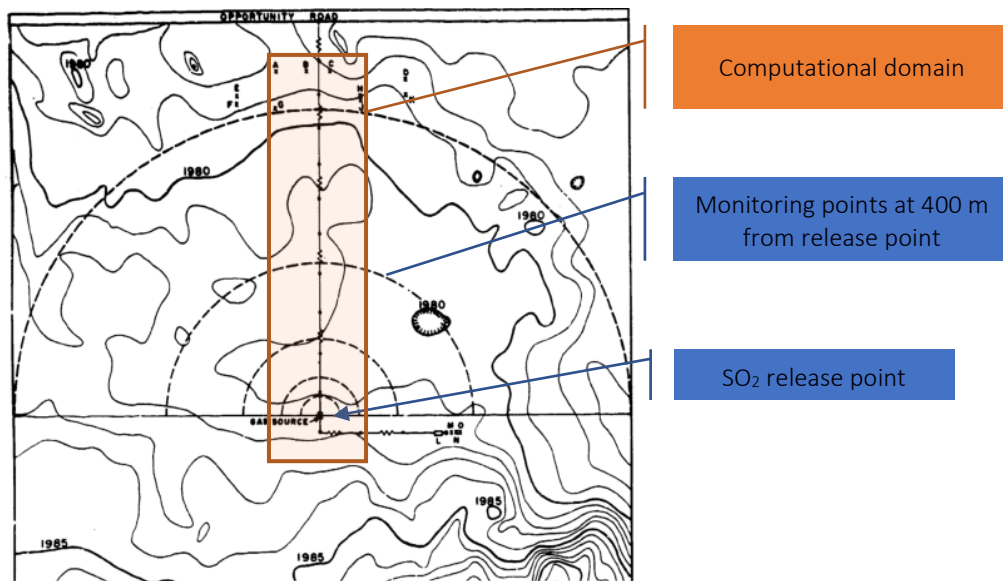 OPPORTUNITY ROAD
1980
A
B
C
D
E
H
F
G
J
K
1980
1980
1980
GAS SOURCE
M O
L N
1985
1985
1985
Computational domain
Monitoring points at 400 m
from release point
SO₂ release point